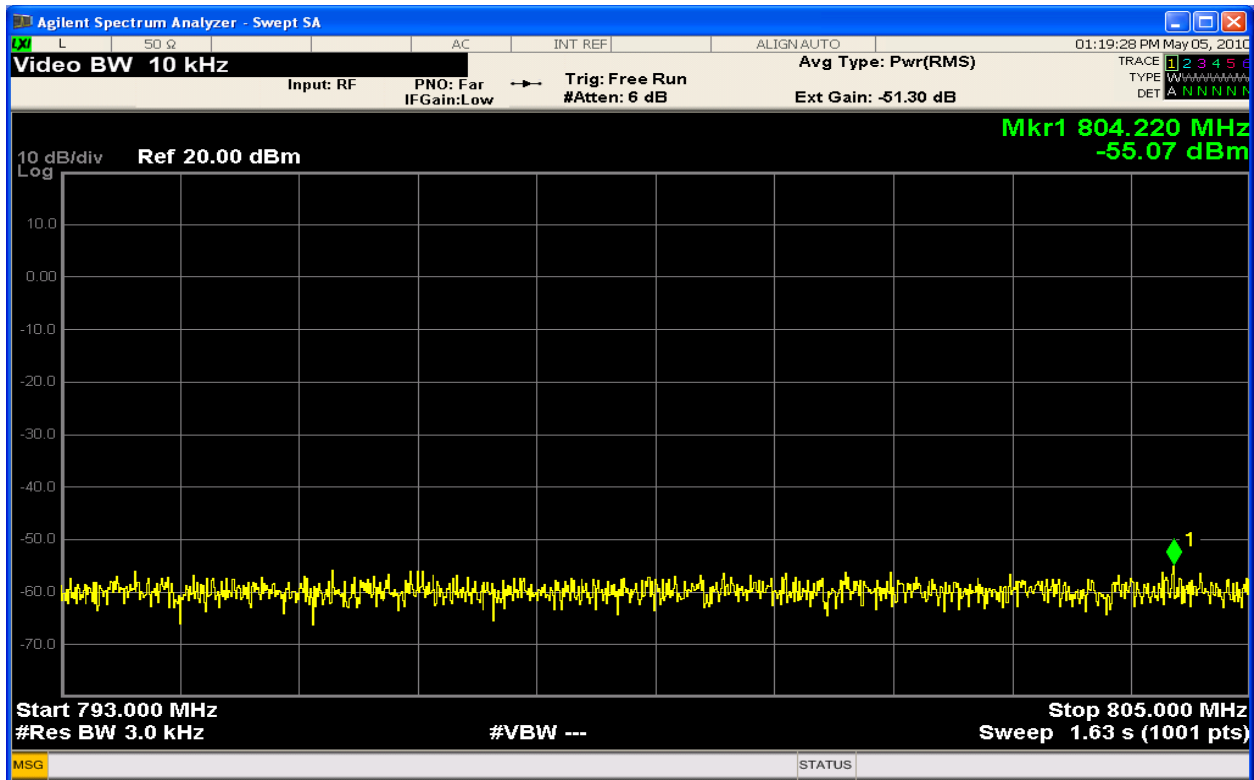 Agilent Spectrum Analyzer - Swept SA
LXI L 50 Ω AC INT REF ALIGN AUTO 01:19:28 PM May 05, 2010
Video BW 10 kHz
Input: RF
PNO: Far
IFGain:Low
Trig: Free Run
#Atten: 6 dB
Avg Type: Pwr(RMS)
Ext Gain: -51.30 dB
TRACE 1 2 3 4 5 6
TYPE W
DET A N N N N N
Mkr1 804.220 MHz
-55.07 dBm
10 dB/div Ref 20.00 dBm
Log
10.0
0.00
-10.0
-20.0
-30.0
-40.0
-50.0
1
-60.0
-70.0
Start 793.000 MHz Stop 805.000 MHz
#Res BW 3.0 kHz #VBW --- Sweep 1.63 s (1001 pts)
MSG STATUS